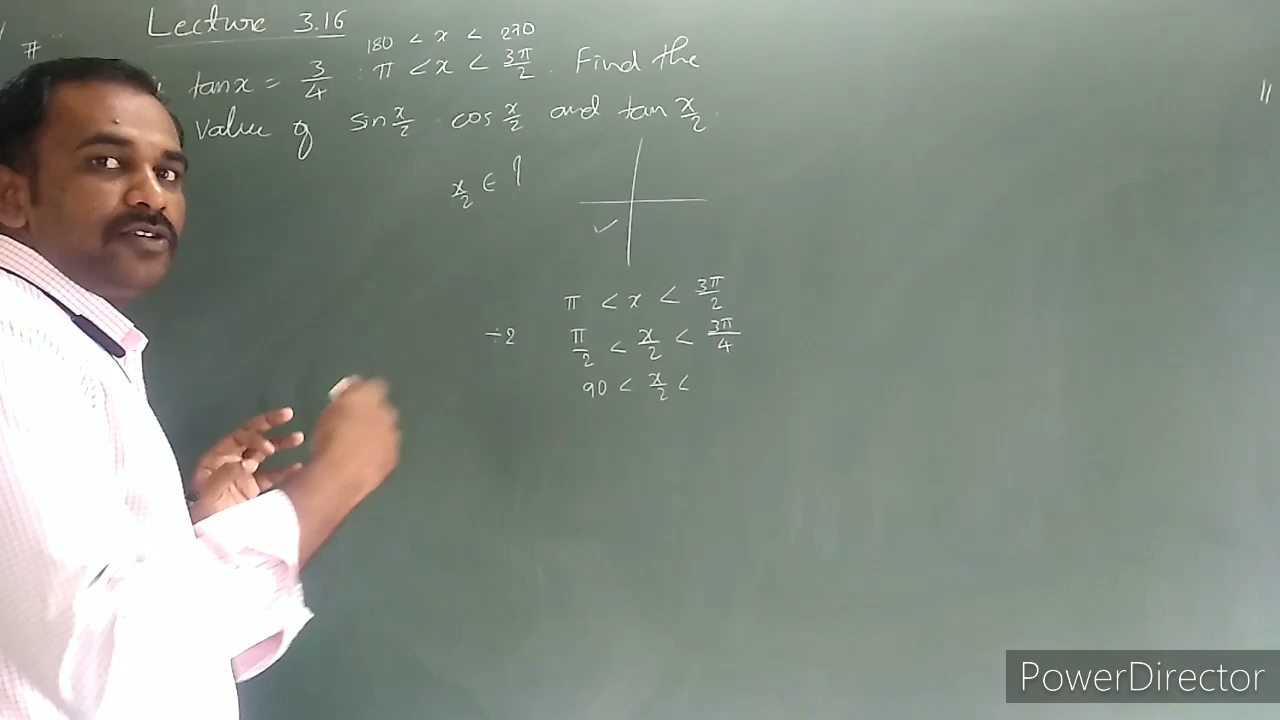 Lecture 3.16
180 < x < 270
tan x = 3/4 : π < x < 3π/2 . Find the
value of sin x/2 cos x/2 and tan x/2.
x/2 ∈ ?
π < x < 3π/2
÷2 π/2 < x/2 < 3π/4
90 < x/2 <
PowerDirector